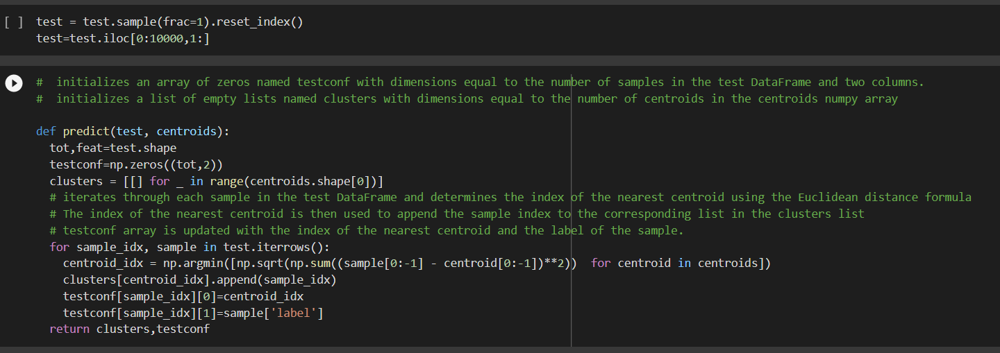 [ ] test = test.sample(frac=1).reset_index()
test=test.iloc[0:10000,1:]
#  initializes an array of zeros named testconf with dimensions equal to the number of samples in the test DataFrame and two columns.
#  initializes a list of empty lists named clusters with dimensions equal to the number of centroids in the centroids numpy array
def predict(test, centroids):
  tot,feat=test.shape
  testconf=np.zeros((tot,2))
  clusters = [[] for _ in range(centroids.shape[0])]
  # iterates through each sample in the test DataFrame and determines the index of the nearest centroid using the Euclidean distance formula
  # The index of the nearest centroid is then used to append the sample index to the corresponding list in the clusters list
  # testconf array is updated with the index of the nearest centroid and the label of the sample.
  for sample_idx, sample in test.iterrows():
    centroid_idx = np.argmin([np.sqrt(np.sum((sample[0:-1] - centroid[0:-1])**2))  for centroid in centroids])
    clusters[centroid_idx].append(sample_idx)
    testconf[sample_idx][0]=centroid_idx
    testconf[sample_idx][1]=sample['label']
  return clusters,testconf